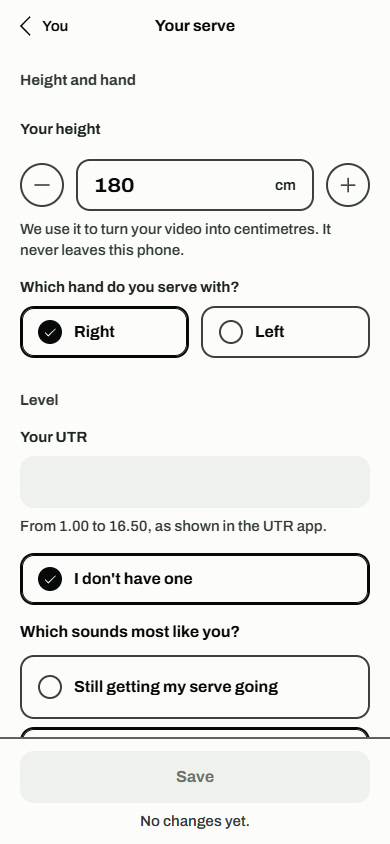 You
Your serve
Height and hand
Your height
180 cm
We use it to turn your video into centimetres. It
never leaves this phone.
Which hand do you serve with?
Right
Left
Level
Your UTR
From 1.00 to 16.50, as shown in the UTR app.
I don't have one
Which sounds most like you?
Still getting my serve going
Save
No changes yet.